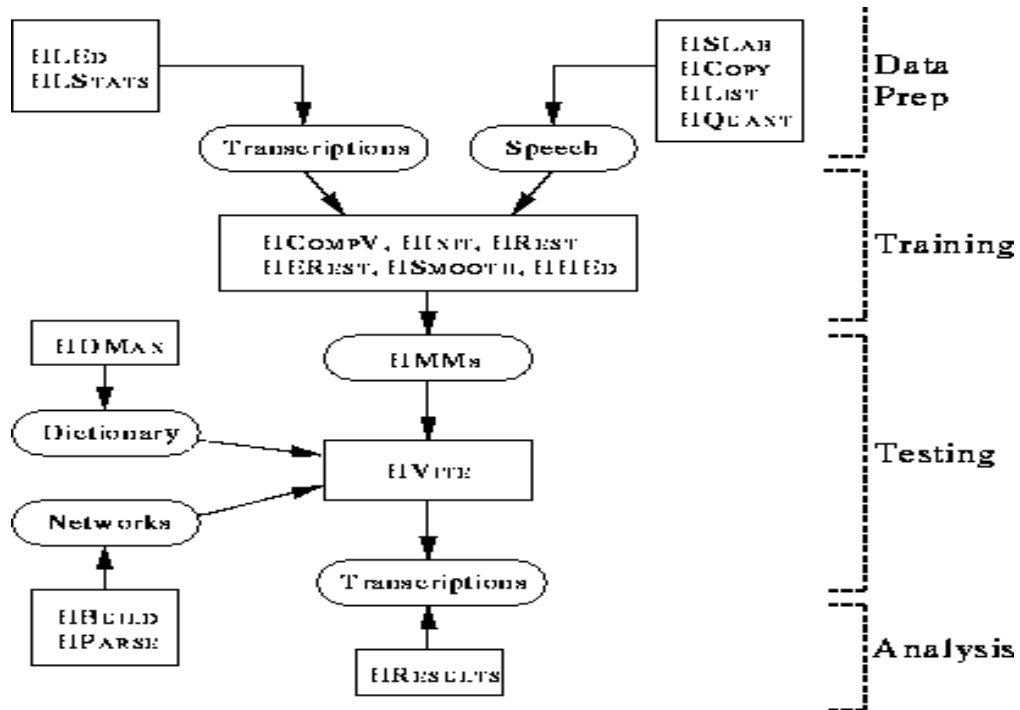 HLED
HLSTATS
HSLAB
HCOPY
HLIST
HQUANT
Data
Prep
Transcriptions
Speech
HCOMPV, HINIT, HREST
HEREST, HSMOOTH, HHED
Training
HDMAN
HMMs
Dictionary
HVITE
Testing
Networks
Transcriptions
HBUILD
HPARSE
HRESULTS
Analysis